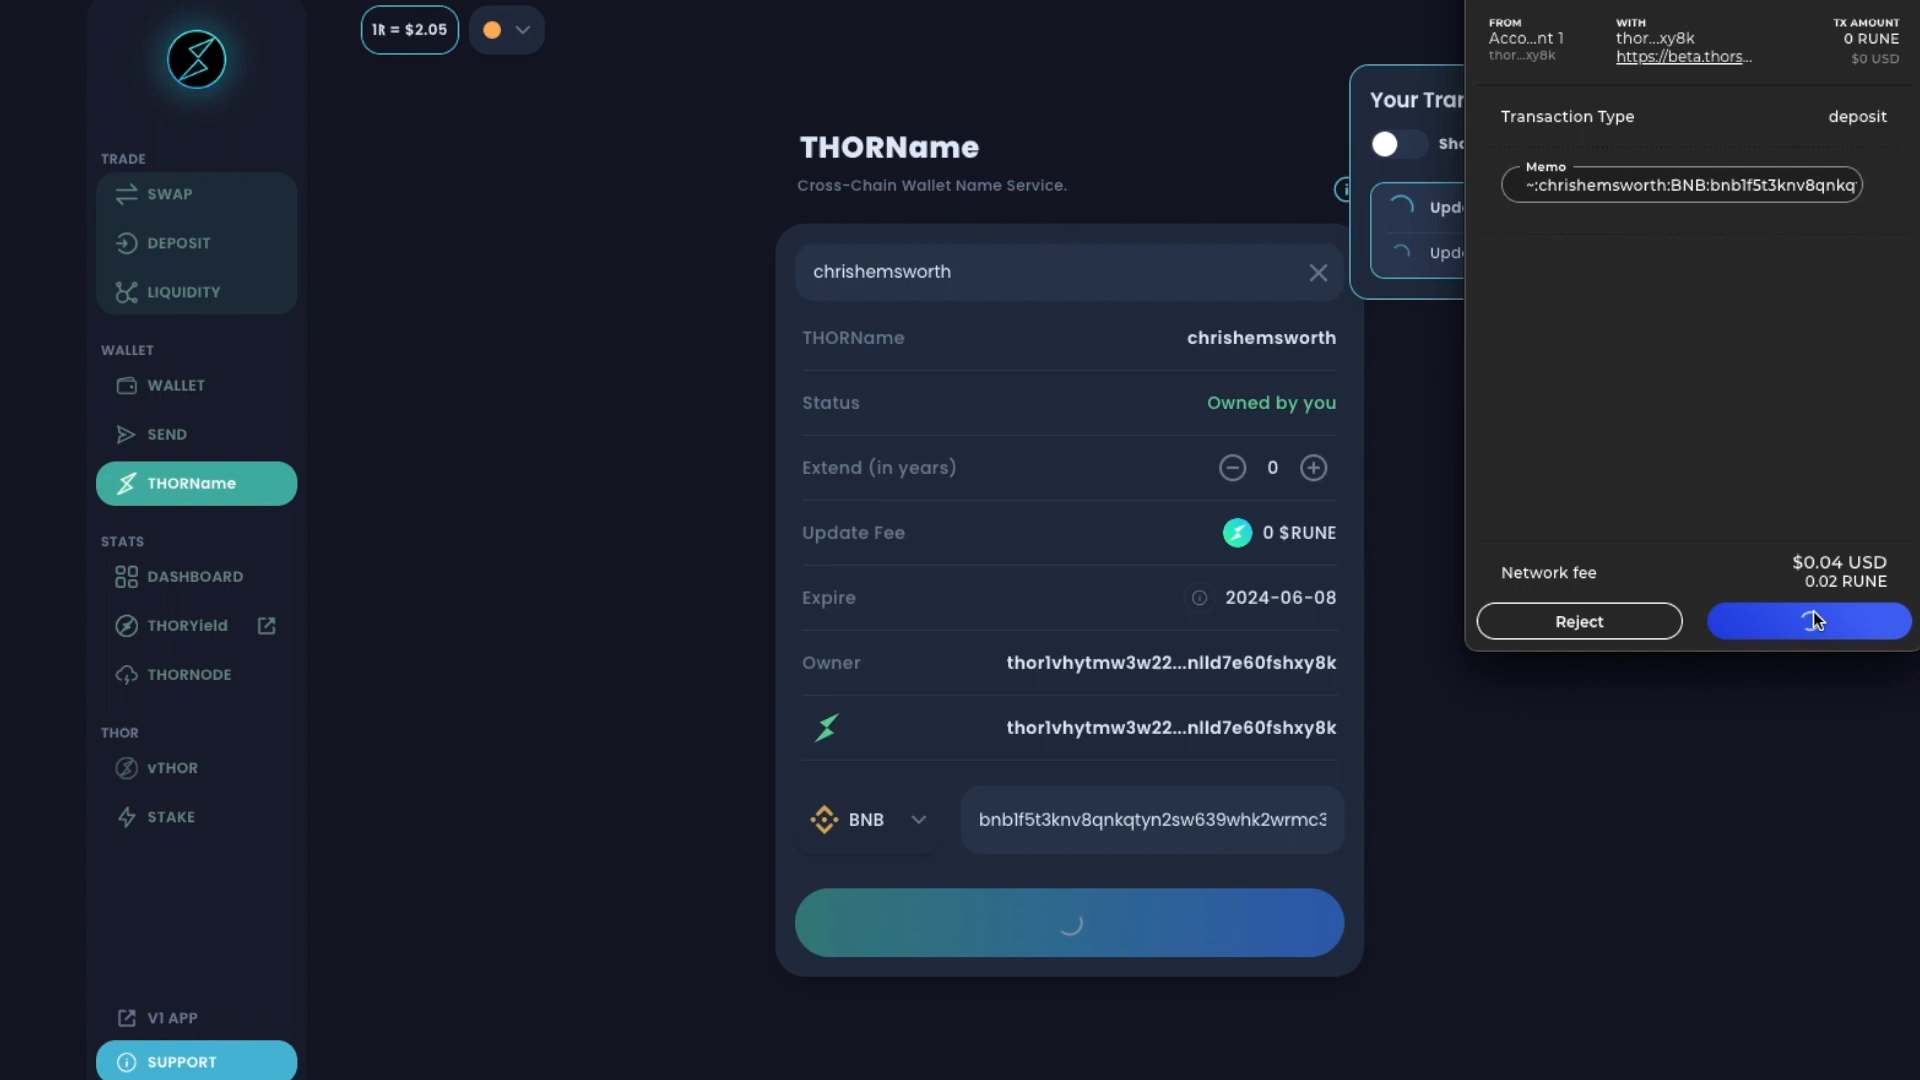 1ᚱ = $2.05
TRADE
SWAP
DEPOSIT
LIQUIDITY
WALLET
WALLET
SEND
THORName
STATS
DASHBOARD
THORYield
THORNODE
THOR
vTHOR
STAKE
V1 APP
SUPPORT
THORName
Cross-Chain Wallet Name Service.
chrishemsworth
THORName chrishemsworth
Status Owned by you
Extend (in years) 0
Update Fee 0 $RUNE
Expire 2024-06-08
Owner thor1vhytmw3w22...nlld7e60fshxy8k
thor1vhytmw3w22...nlld7e60fshxy8k
BNB bnb1f5t3knv8qnkqtyn2sw639whk2wrmc3
Your Tran
Sho
Upda
Upda
FROM WITH TX AMOUNT
Acco...nt 1 thor...xy8k 0 RUNE
thor...xy8k https://beta.thors... $0 USD
Transaction Type deposit
Memo
~:chrishemsworth:BNB:bnb1f5t3knv8qnkq
Network fee $0.04 USD
0.02 RUNE
Reject